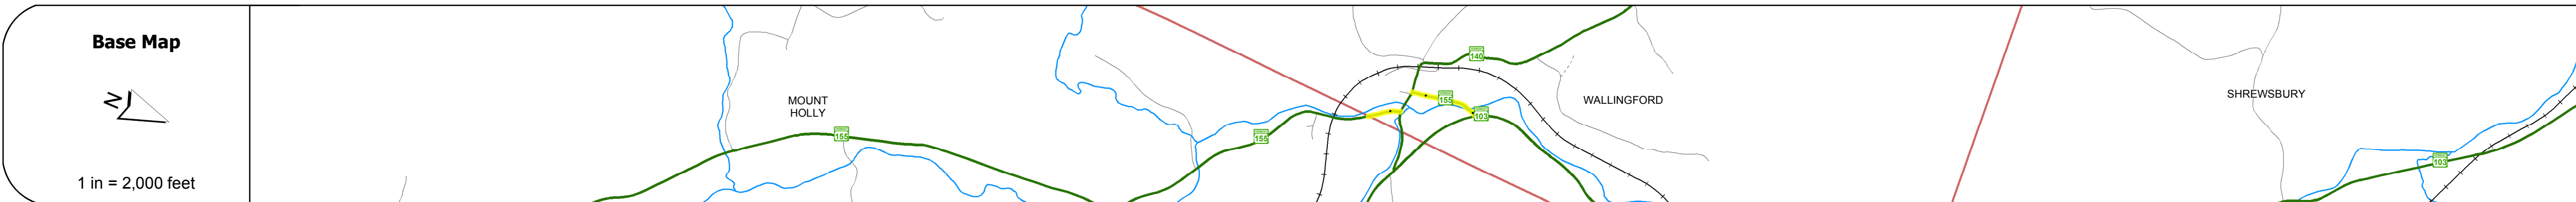 Base Map
N
1 in = 2,000 feet
MOUNT
HOLLY
155
155
140
155
103
WALLINGFORD
SHREWSBURY
103